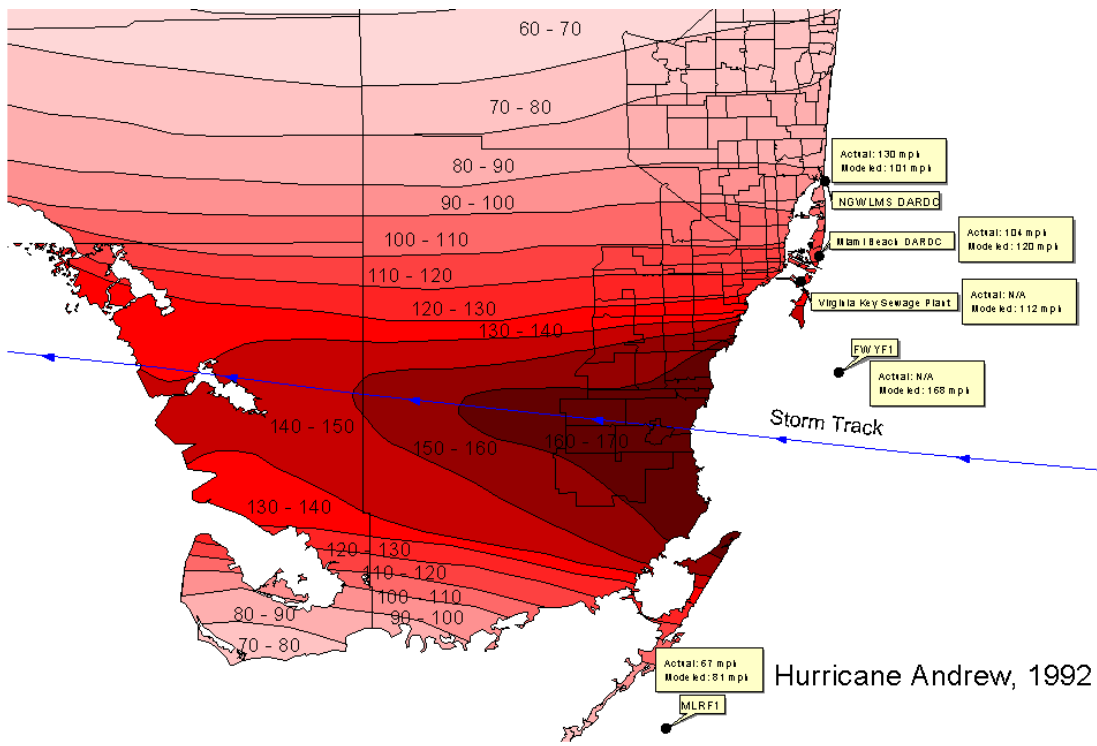 60 - 70
70 - 80
80 - 90
90 - 100
100 - 110
110 - 120
120 - 130
130 - 140
140 - 150
150 - 160
160 - 170
130 - 140
120 - 130
110 - 120
100 - 110
90 - 100
80 - 90
70 - 80
Actual: 130 mph
Modeled: 101 mph
NGWLMS DARDC
Miami Beach DARDC
Actual: 104 mph
Modeled: 120 mph
Virginia Key Sewage Plant
Actual: N/A
Modeled: 112 mph
FWYF1
Actual: N/A
Modeled: 168 mph
Storm Track
Actual: 67 mph
Modeled: 81 mph
MLRF1
Hurricane Andrew, 1992